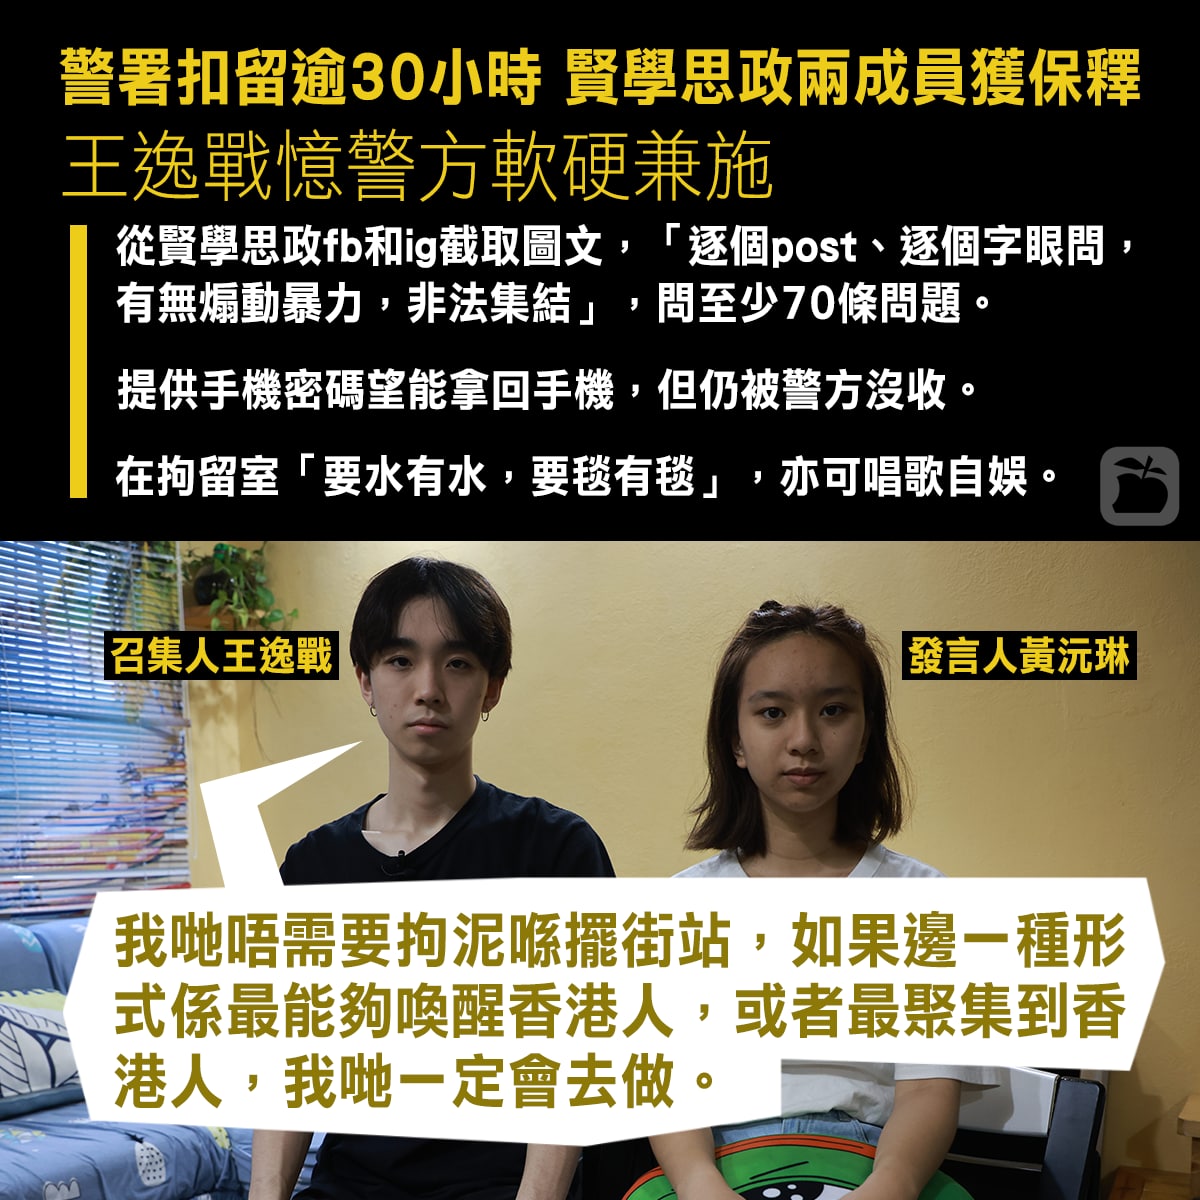 警署扣留逾30小時 賢學思政兩成員獲保釋
王逸戰憶警方軟硬兼施
從賢學思政fb和ig截取圖文，「逐個post、逐個字眼問，
有無煽動暴力，非法集結」，問至少70條問題。
提供手機密碼望能拿回手機，但仍被警方沒收。
在拘留室「要水有水，要毯有毯」，亦可唱歌自娛。
召集人王逸戰
發言人黃沅琳
我哋唔需要拘泥喺擺街站，如果邊一種形
式係最能夠喚醒香港人，或者最聚集到香
港人，我哋一定會去做。